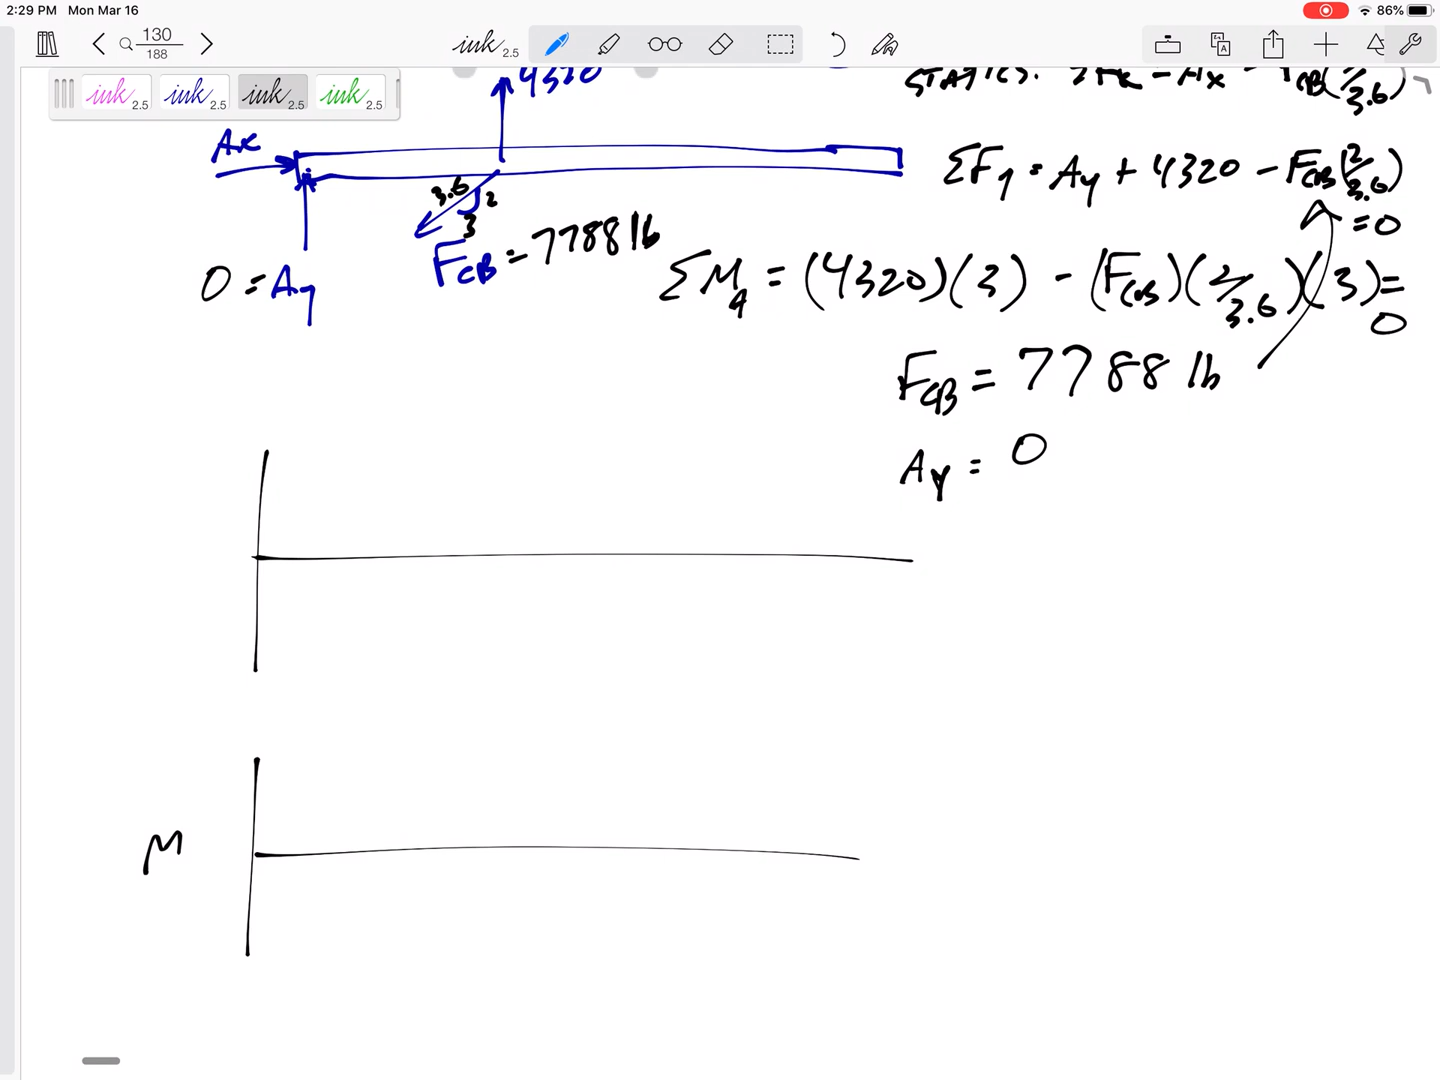 2:29 PM Mon Mar 16
86%
130
188
ink 2.5
ink 2.5
ink 2.5
ink 2.5
ink 2.5
4320
Ax
3.6
2
3
FCB = 7788 lb
0 = Ay
STATICS:
ΣFy = Ay + 4320 - FCB(2/3.6)
= 0
ΣMA = (4320)(3) - (FCB)(2/3.6)(3) =
0
FCB = 7788 lb
Ay = 0
M